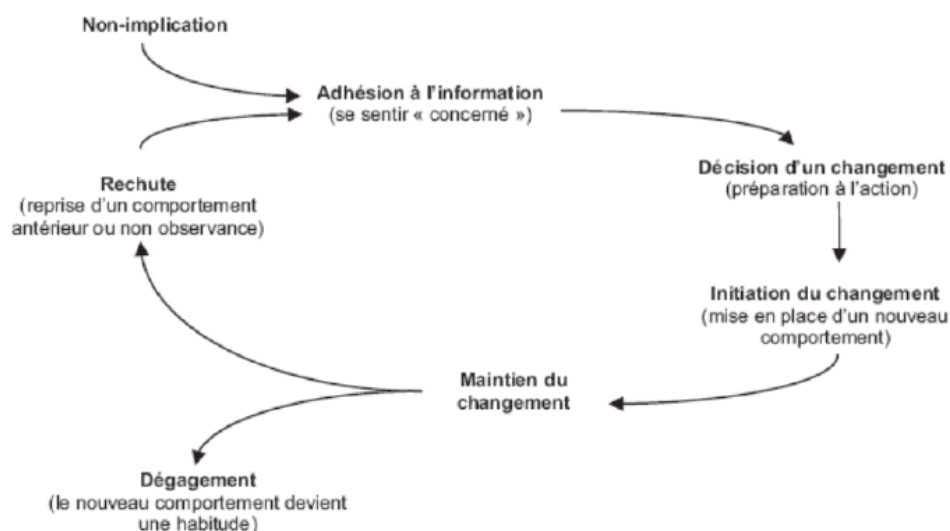 Non-implication
Adhésion à l'information
(se sentir « concerné »)
Décision d'un changement
(préparation à l'action)
Rechute
(reprise d'un comportement
antérieur ou non observance)
Initiation du changement
(mise en place d'un nouveau
comportement)
Maintien du
changement
Dégagement
(le nouveau comportement devient
une habitude)